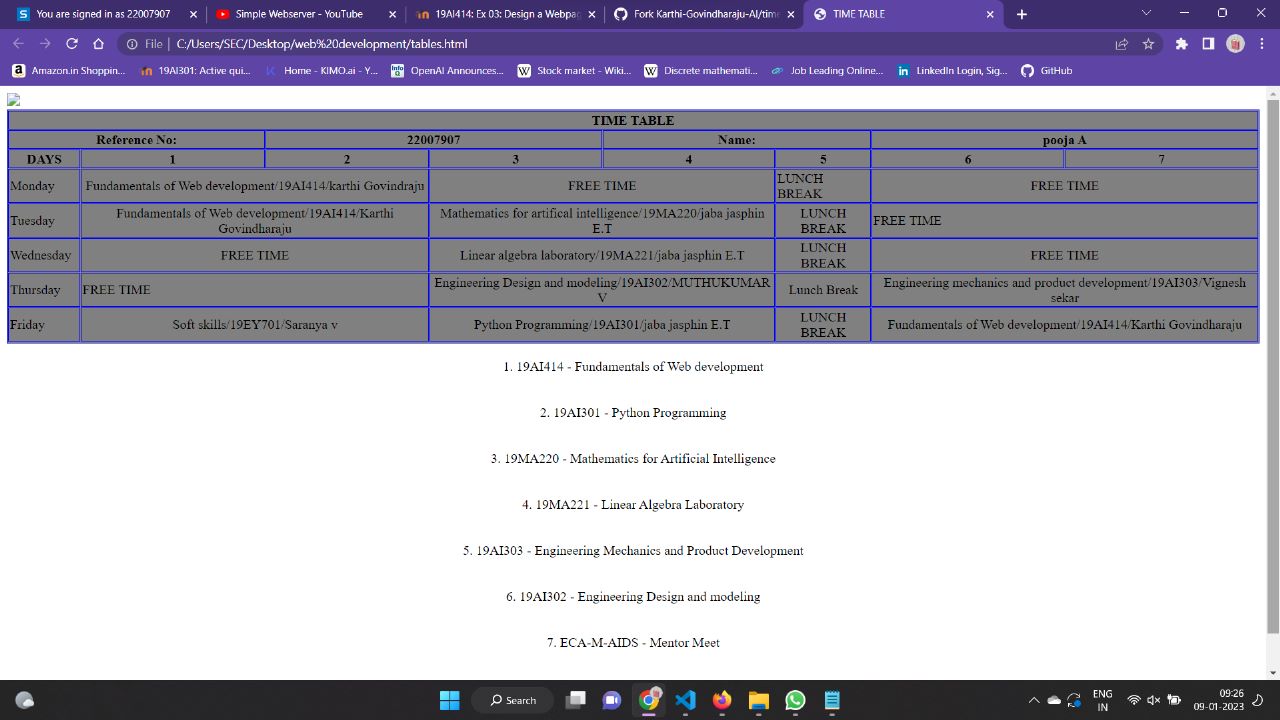 You are signed in as 22007907
Simple Webserver - YouTube
19AI414: Ex 03: Design a Webpag
Fork Karthi-Govindharaju-AI/time
TIME TABLE
File | C:/Users/SEC/Desktop/web%20development/tables.html
Amazon.in Shoppin...
19AI301: Active qui...
Home - KIMO.ai - Y...
OpenAI Announces...
Stock market - Wiki...
Discrete mathemati...
Job Leading Online...
LinkedIn Login, Sig...
GitHub
TIME TABLE
Reference No: 22007907 Name: pooja A
DAYS 1 2 3 4 5 6 7
Monday Fundamentals of Web development/19AI414/karthi Govindraju FREE TIME LUNCH BREAK FREE TIME
Tuesday Fundamentals of Web development/19AI414/Karthi Govindharaju Mathematics for artifical intelligence/19MA220/jaba jasphin E.T LUNCH BREAK FREE TIME
Wednesday FREE TIME Linear algebra laboratory/19MA221/jaba jasphin E.T LUNCH BREAK FREE TIME
Thursday FREE TIME Engineering Design and modeling/19AI302/MUTHUKUMAR V Lunch Break Engineering mechanics and product development/19AI303/Vignesh sekar
Friday Soft skills/19EY701/Saranya v Python Programming/19AI301/jaba jasphin E.T LUNCH BREAK Fundamentals of Web development/19AI414/Karthi Govindharaju
1. 19AI414 - Fundamentals of Web development
2. 19AI301 - Python Programming
3. 19MA220 - Mathematics for Artificial Intelligence
4. 19MA221 - Linear Algebra Laboratory
5. 19AI303 - Engineering Mechanics and Product Development
6. 19AI302 - Engineering Design and modeling
7. ECA-M-AIDS - Mentor Meet
Search
ENG
IN
09:26
09-01-2023